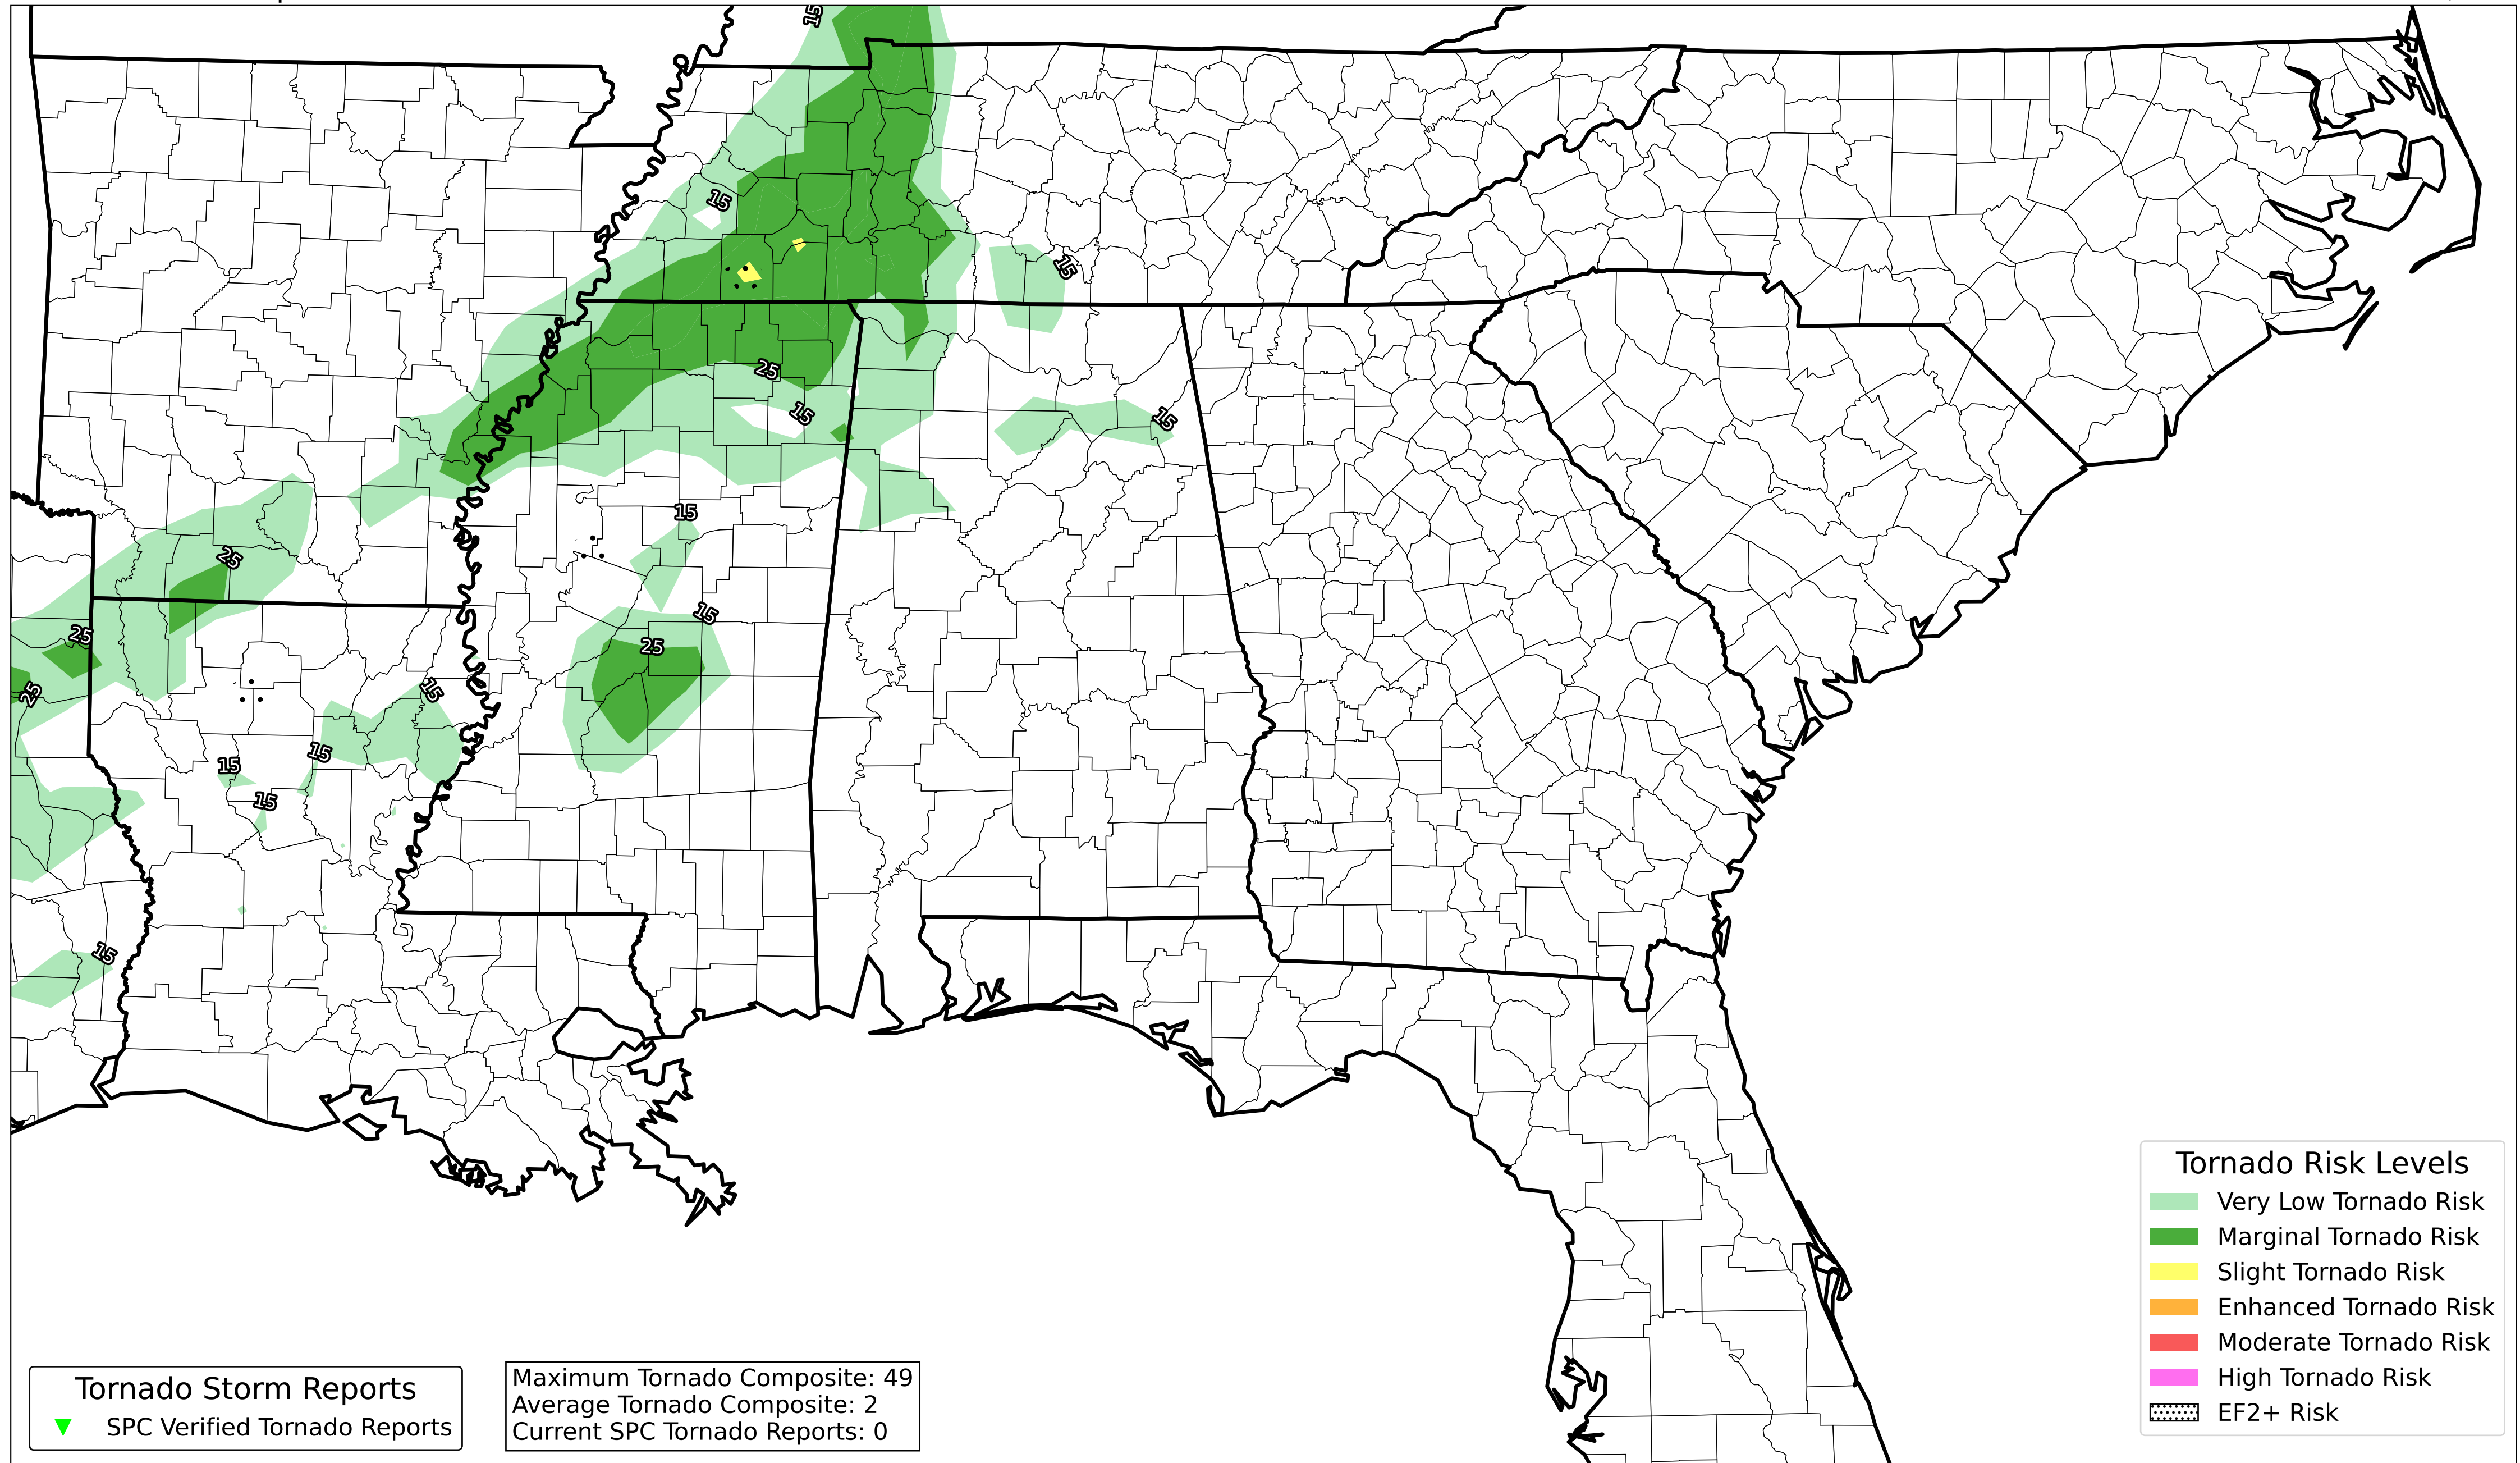 15
15
15
15
25
15
15
15
25
15
25
25
25
15
15
15
15
15
Tornado Risk Levels
Very Low Tornado Risk
Marginal Tornado Risk
Slight Tornado Risk
Enhanced Tornado Risk
Moderate Tornado Risk
High Tornado Risk
EF2+ Risk
Tornado Storm Reports
SPC Verified Tornado Reports
Maximum Tornado Composite: 49
Average Tornado Composite: 2
Current SPC Tornado Reports: 0